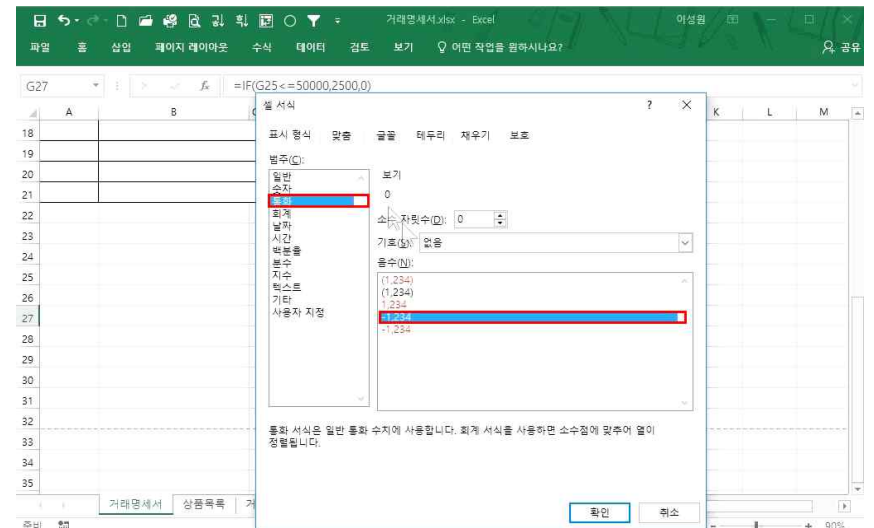 거래명세서.xlsx - Excel 이성원
파일 홈 삽입 페이지 레이아웃 수식 데이터 검토 보기 어떤 작업을 원하시나요? 공유
G27 fx =IF(G25<=50000,2500,0)
셀 서식 ? ×
A B K L M
표시 형식 맞춤 글꼴 테두리 채우기 보호
범주(C):
일반
숫자
통화
회계
날짜
시간
백분율
분수
지수
텍스트
기타
사용자 지정
보기
0
소수 자릿수(D): 0
기호(S): 없음
음수(N):
(1,234)
(1,234)
1,234
-1,234
-1,234
통화 서식은 일반 통화 수치에 사용합니다. 회계 서식을 사용하면 소수점에 맞추어 열이
정렬됩니다.
확인 취소
18
19
20
21
22
23
24
25
26
27
28
29
30
31
32
33
34
35
거래명세서 상품목록
준비 90%